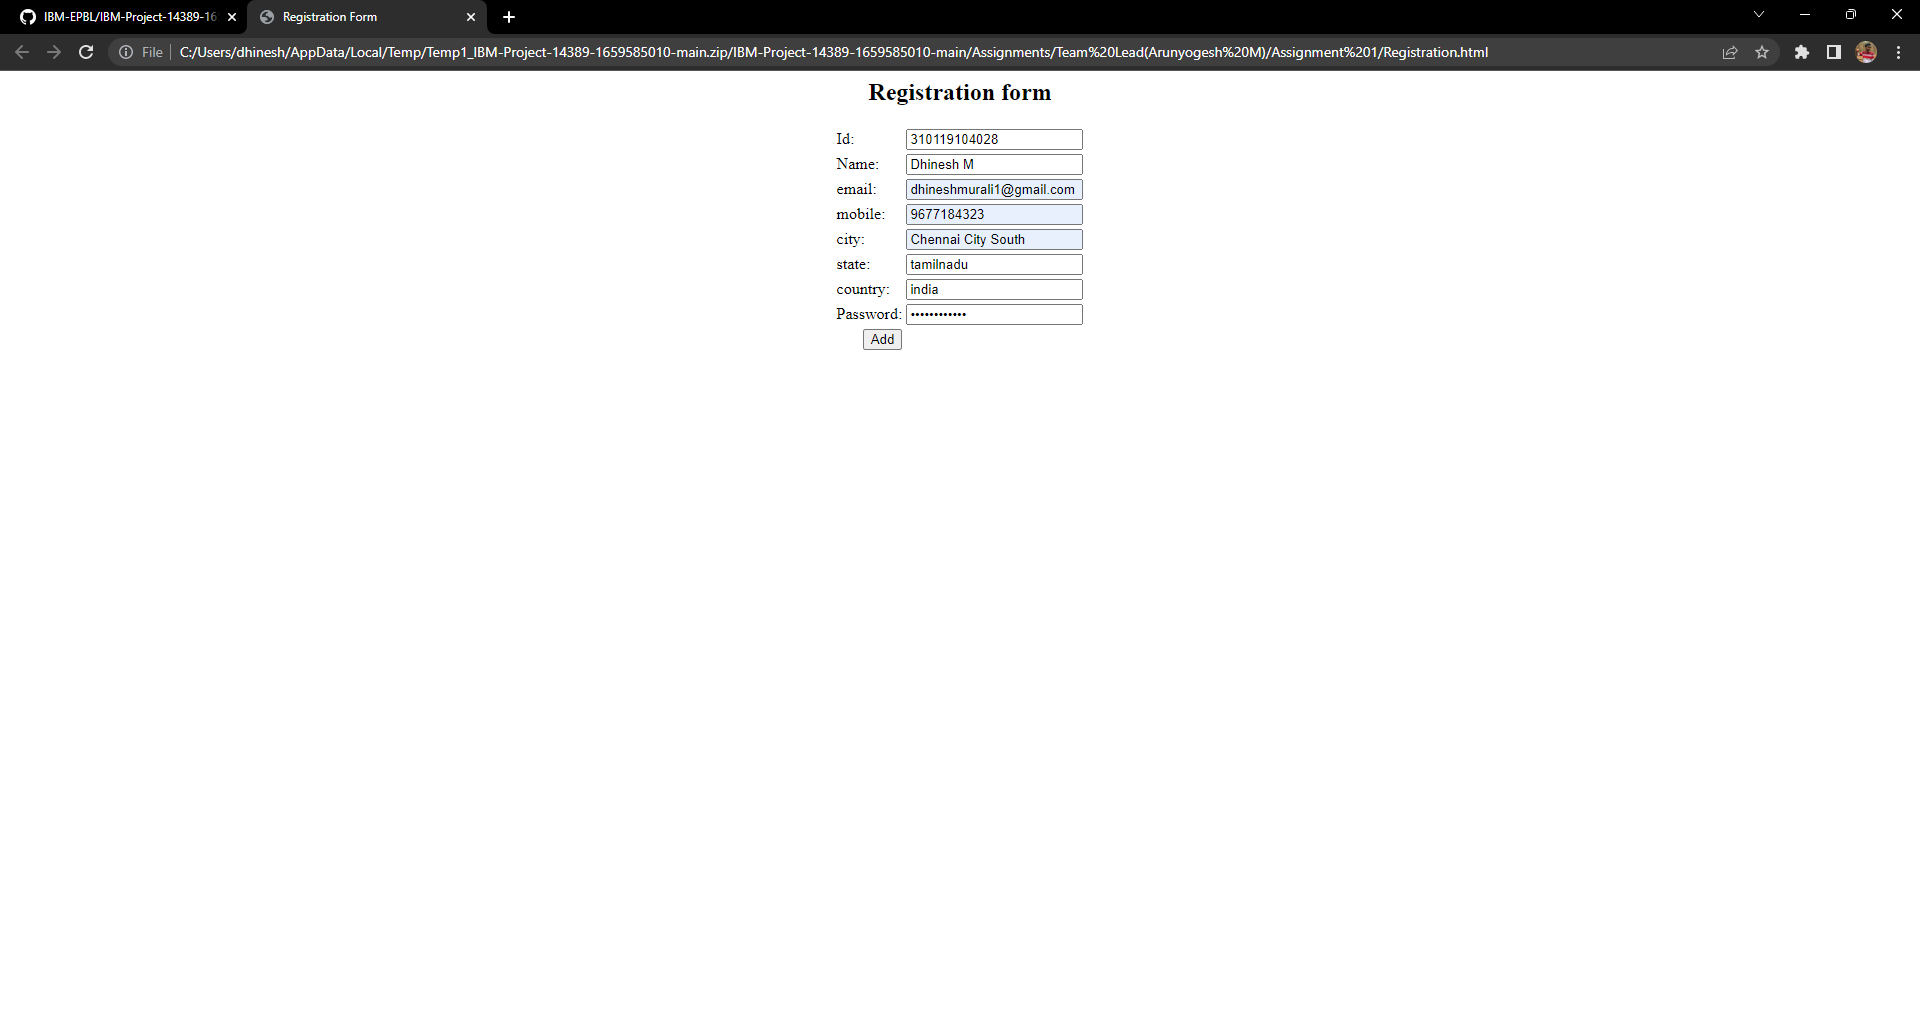 IBM-EPBL/IBM-Project-14389-16
Registration Form
File
C:/Users/dhinesh/AppData/Local/Temp/Temp1_IBM-Project-14389-1659585010-main.zip/IBM-Project-14389-1659585010-main/Assignments/Team%20Lead(Arunyogesh%20M)/Assignment%201/Registration.html
Registration form
Id: 310119104028
Name: Dhinesh M
email: dhineshmurali1@gmail.com
mobile: 9677184323
city: Chennai City South
state: tamilnadu
country: india
Password: ••••••••••••
Add